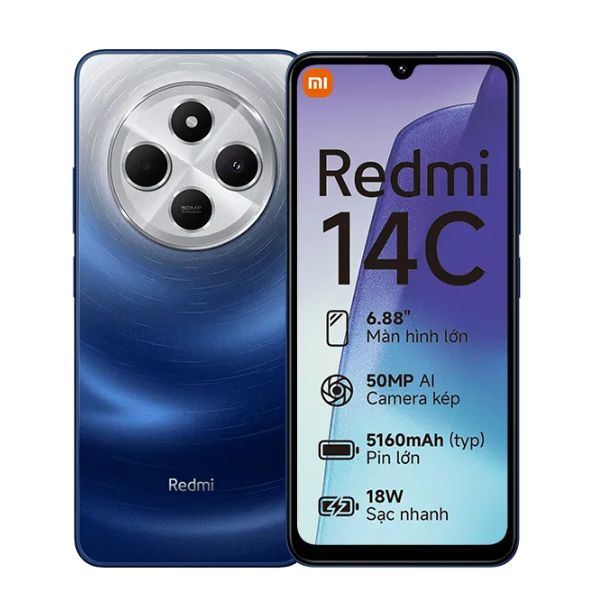 mi
Redmi
14C
6.88"
Màn hình lớn
50MP AI
Camera kép
5160mAh (typ)
Pin lớn
18W
Sạc nhanh
50MP
Redmi